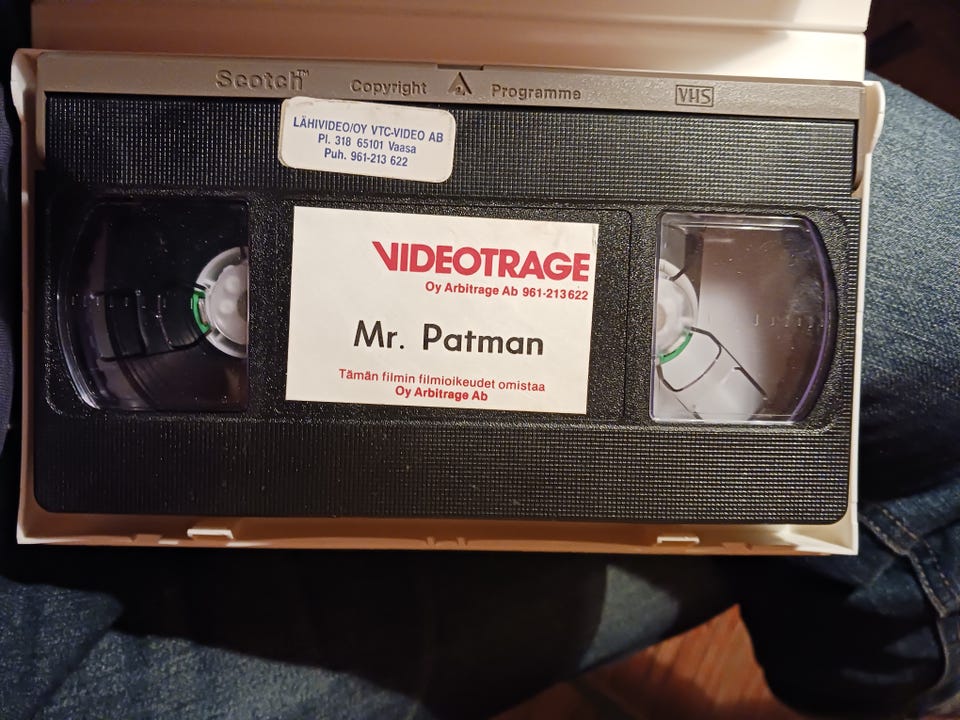 Scotch™ Copyright Programme VHS
LÄHIVIDEO/OY VTC-VIDEO AB
Pl. 318 65101 Vaasa
Puh. 961-213 622
VIDEOTRAGE
Oy Arbitrage Ab 961-213622
Mr. Patman
Tämän filmin filmioikeudet omistaa
Oy Arbitrage Ab